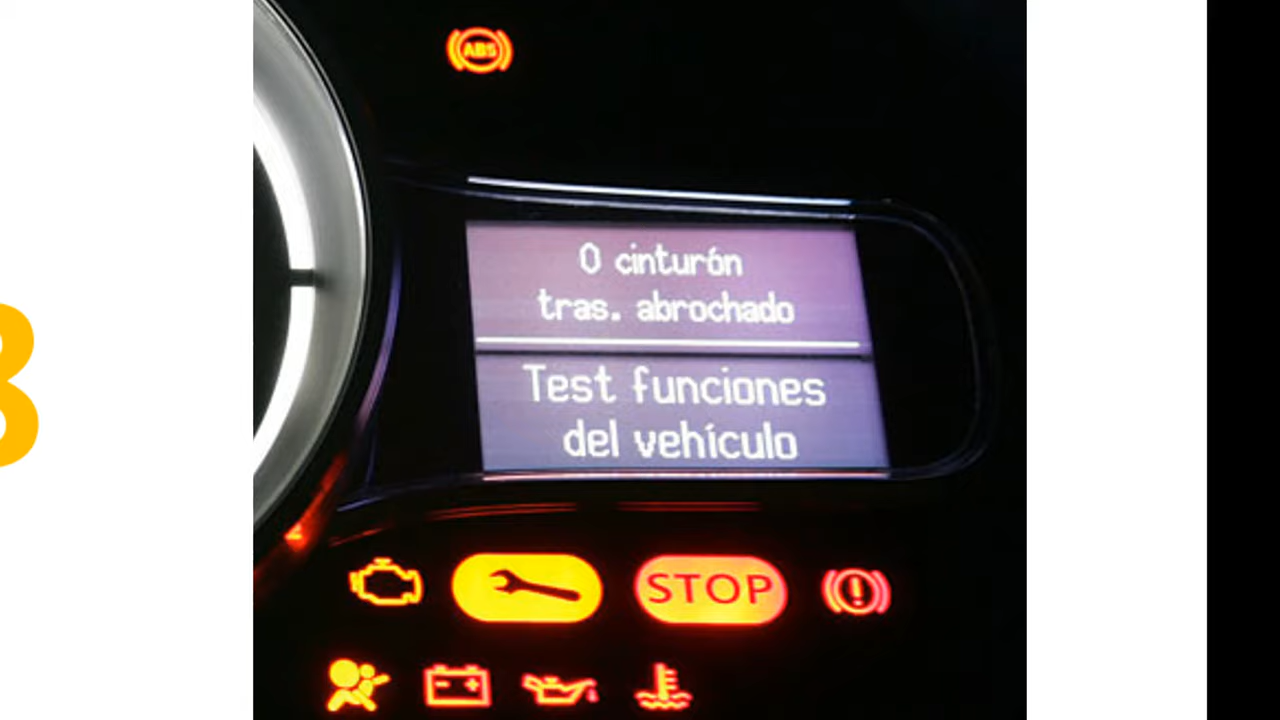 ABS
0 cinturón
tras. abrochado
Test funciones
del vehículo
STOP